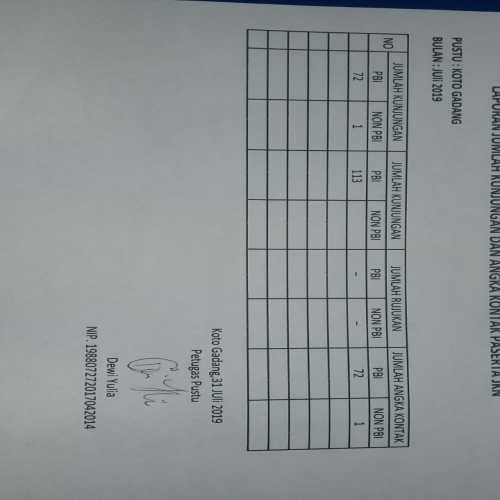 LAPORAN JUMLAH KUNJUNGAN DAN ANGKA KONTAK PASERTA JKN
PUSTU : KOTO GADANG
BULAN : JUli 2019
NO JUMLAH KUNJUNGAN JUMLAH KUNJUNGAN JUMLAH RUJUKAN JUMLAH ANGKA KONTAK
PBI NON PBI PBI NON PBI PBI NON PBI PBI NON PBI
72 1 113 - - 72 1
Koto Gadang,31 JUli 2019
Petugas Pustu
Dewi Yulia
NIP. 198807272017042014